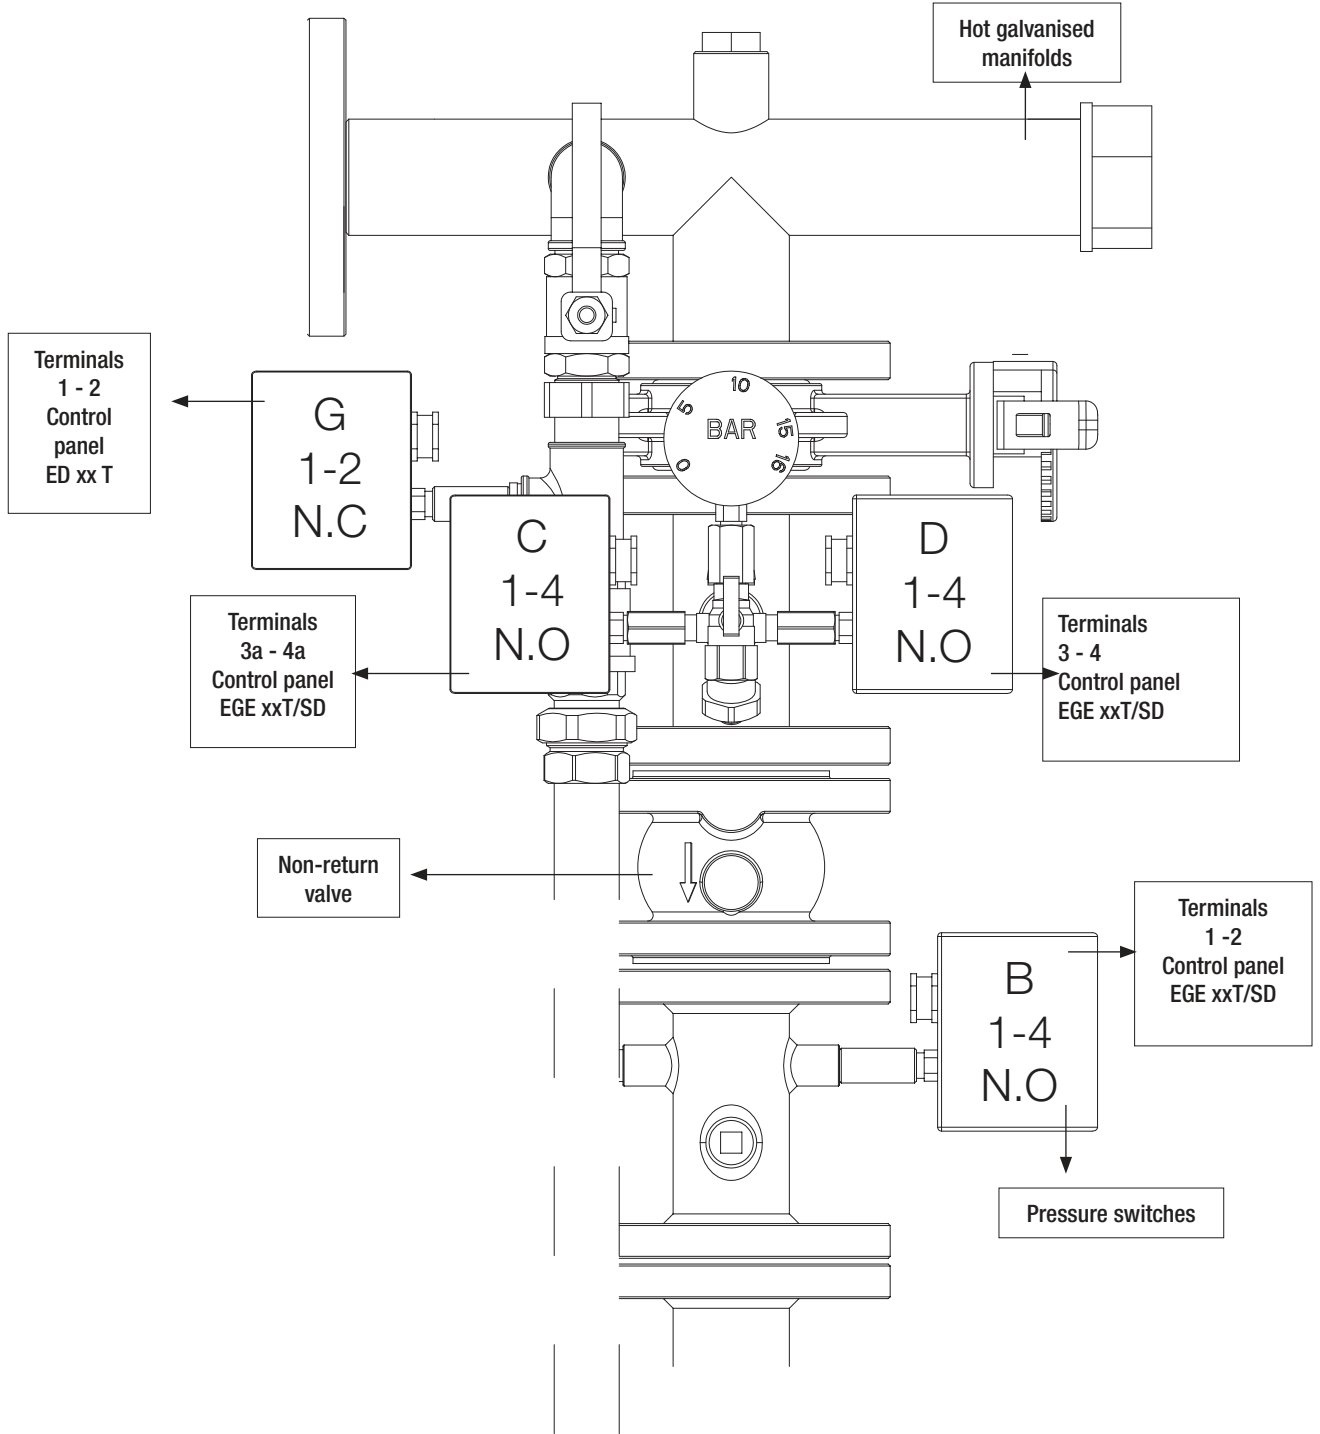 Hot galvanised
manifolds
Terminals
1 - 2
Control
panel
ED xx T
G
1-2
N.C
0
5
10
15
16
BAR
C
1-4
N.O
D
1-4
N.O
Terminals
3a - 4a
Control panel
EGE xxT/SD
Terminals
3 - 4
Control panel
EGE xxT/SD
Non-return
valve
Terminals
1 -2
Control panel
EGE xxT/SD
B
1-4
N.O
Pressure switches